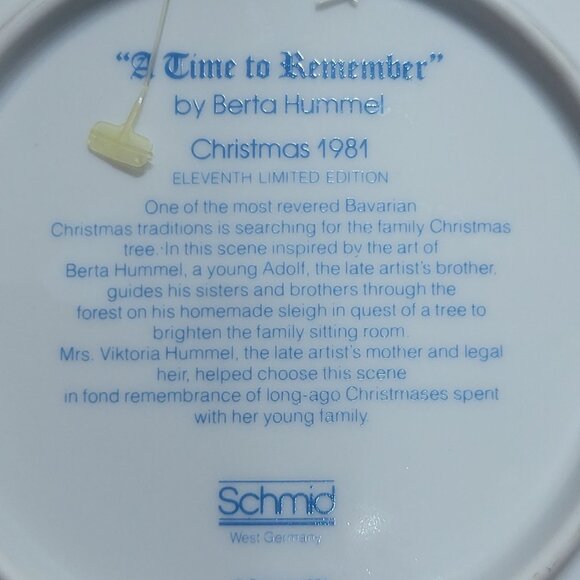 "A Time to Remember"
by Berta Hummel
Christmas 1981
ELEVENTH LIMITED EDITION
One of the most revered Bavarian
Christmas traditions is searching for the family Christmas
tree. In this scene inspired by the art of
Berta Hummel, a young Adolf, the late artist's brother,
guides his sisters and brothers through the
forest on his homemade sleigh in quest of a tree to
brighten the family sitting room.
Mrs. Viktoria Hummel, the late artist's mother and legal
heir, helped choose this scene
in fond remembrance of long-ago Christmases spent
with her young family.
Schmid
West Germany